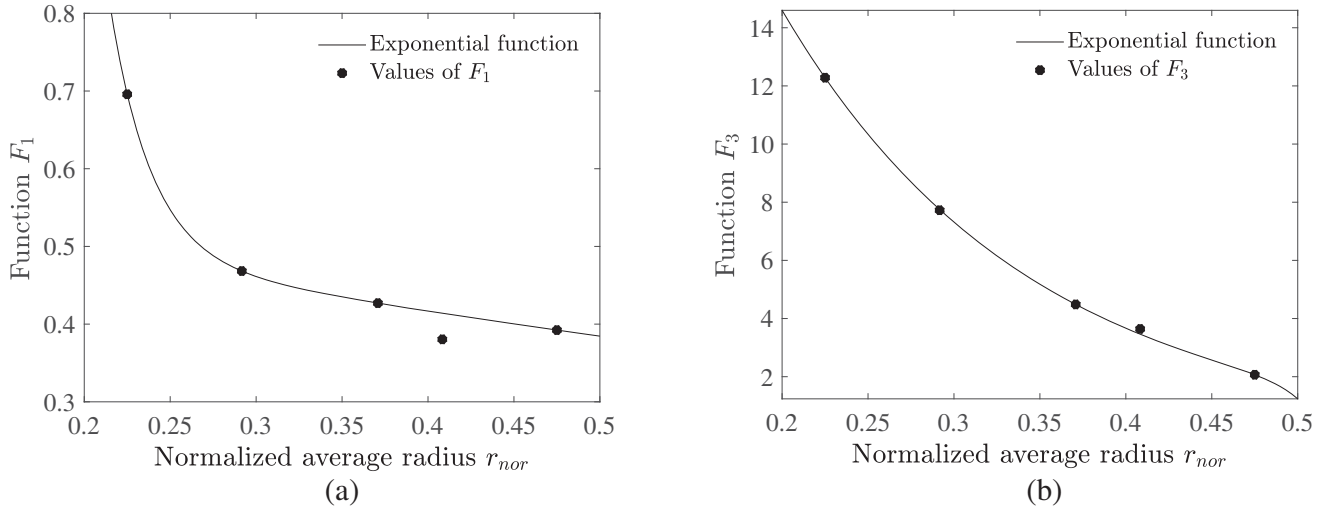 0.8
0.7
0.6
0.5
0.4
0.3
0.2
0.25
0.3
0.35
0.4
0.45
0.5
Function F1
Normalized average radius rnor
Exponential function
Values of F1
(a)
14
12
10
8
6
4
2
0.2
0.25
0.3
0.35
0.4
0.45
0.5
Function F3
Normalized average radius rnor
Exponential function
Values of F3
(b)